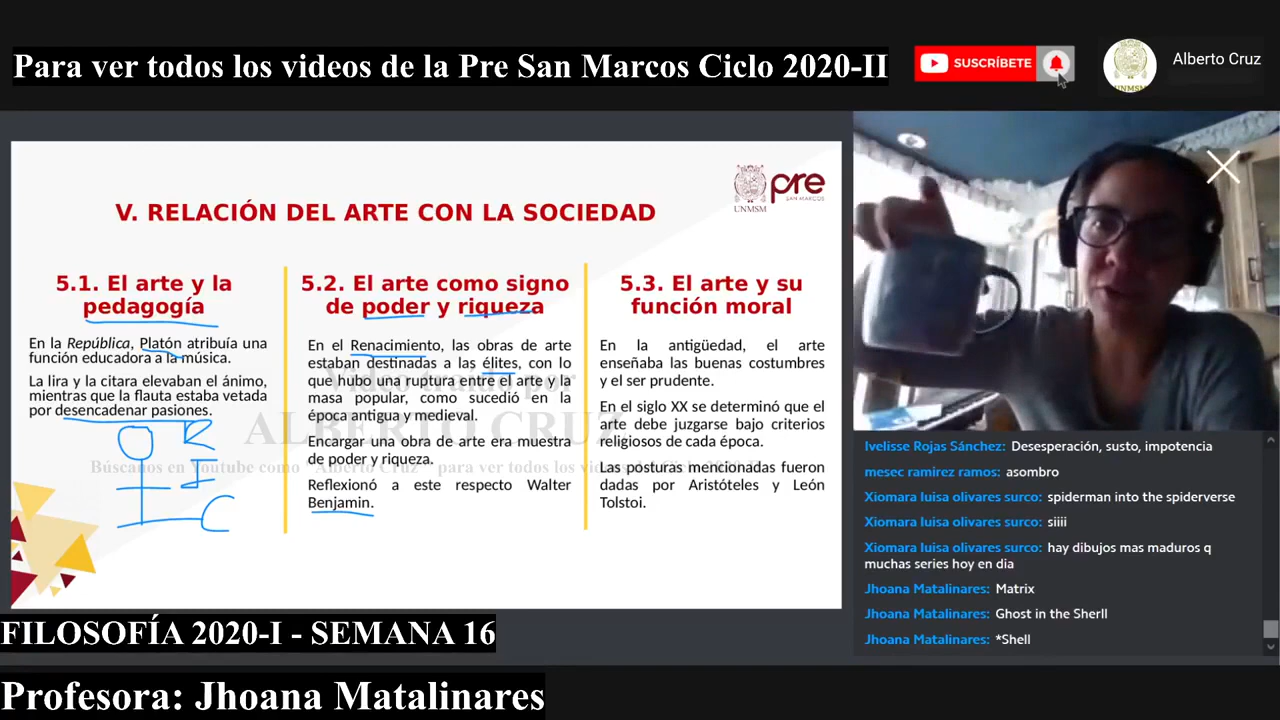 Para ver todos los videos de la Pre San Marcos Ciclo 2020-II
SUSCRÍBETE
UNMSM
Alberto Cruz
UNMSM
pre
SAN MARCOS
V. RELACIÓN DEL ARTE CON LA SOCIEDAD
5.1. El arte y la
pedagogía
En la República, Platón atribuía una
función educadora a la música.
La lira y la citara elevaban el ánimo,
mientras que la flauta estaba vetada
por desencadenar pasiones.
R
I
C
5.2. El arte como signo
de poder y riqueza
En el Renacimiento, las obras de arte
estaban destinadas a las élites, con lo
que hubo una ruptura entre el arte y la
masa popular, como sucedió en la
época antigua y medieval.
Encargar una obra de arte era muestra
de poder y riqueza.
Reflexionó a este respecto Walter
Benjamin.
5.3. El arte y su
función moral
En la antigüedad, el arte
enseñaba las buenas costumbres
y el ser prudente.
En el siglo XX se determinó que el
arte debe juzgarse bajo criterios
religiosos de cada época.
Las posturas mencionadas fueron
dadas por Aristóteles y León
Tolstoi.
Video traído por
ALBERTO CRUZ
Búscanos en Youtube como "Alberto Cruz" para ver todos los videos del Ciclo 2020-II
Ivelisse Rojas Sánchez: Desesperación, susto, impotencia
mesec ramirez ramos: asombro
Xiomara luisa olivares surco: spiderman into the spiderverse
Xiomara luisa olivares surco: siiii
Xiomara luisa olivares surco: hay dibujos mas maduros q
muchas series hoy en dia
Jhoana Matalinares: Matrix
Jhoana Matalinares: Ghost in the Sherll
Jhoana Matalinares: *Shell
FILOSOFÍA 2020-I - SEMANA 16
Profesora: Jhoana Matalinares